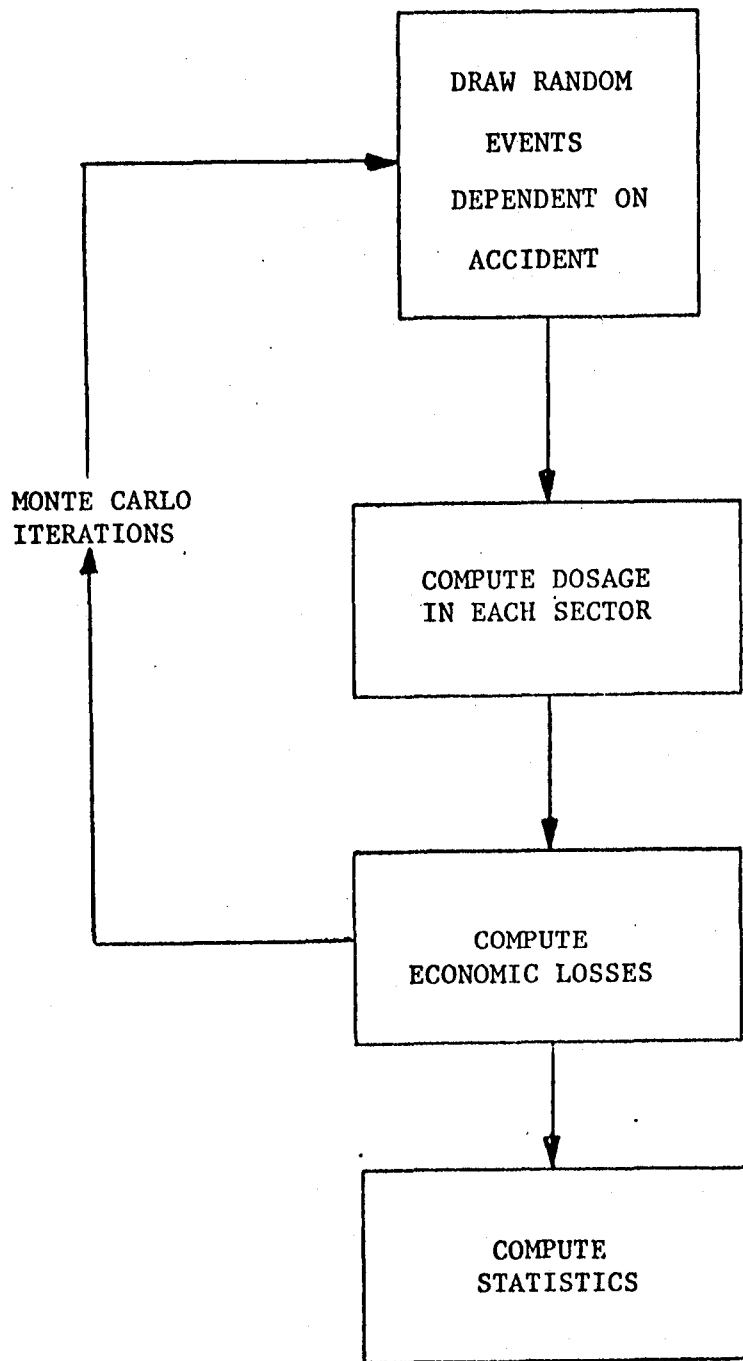 DRAW RANDOM
EVENTS
DEPENDENT ON
ACCIDENT
MONTE CARLO
ITERATIONS
COMPUTE DOSAGE
IN EACH SECTOR
COMPUTE
ECONOMIC LOSSES
COMPUTE
STATISTICS